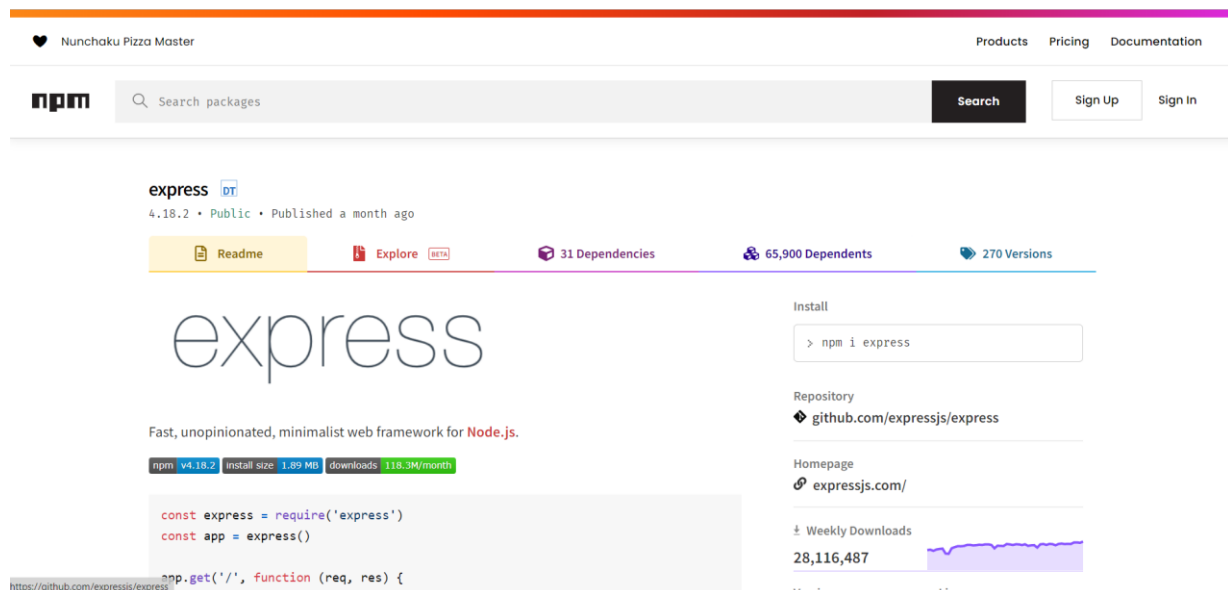 Nunchaku Pizza Master
Products Pricing Documentation
npm
Search packages
Search
Sign Up
Sign In
express DT
4.18.2 • Public • Published a month ago
Readme
Explore BETA
31 Dependencies
65,900 Dependents
270 Versions
express
Install
> npm i express
Repository
github.com/expressjs/express
Fast, unopinionated, minimalist web framework for Node.js.
npm v4.18.2 install size 1.89 MB downloads 118.3M/month
Homepage
expressjs.com/
const express = require('express')
const app = express()
app.get('/', function (req, res) {
Weekly Downloads
28,116,487
https://github.com/expressjs/express